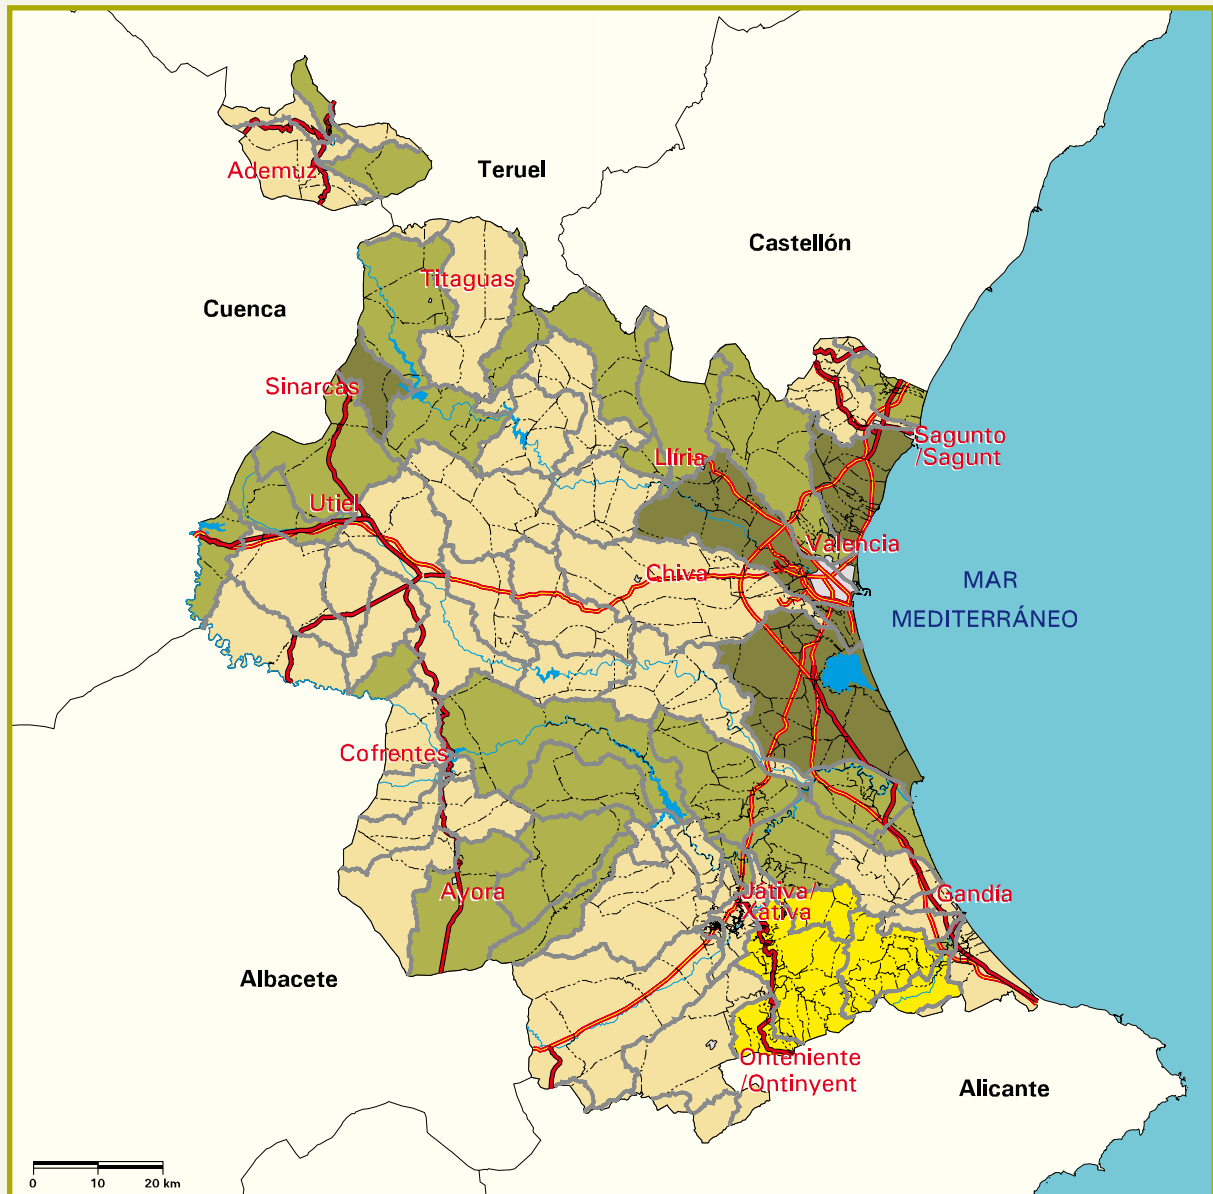 Teruel
Ademuz
Castellón
Titaguas
Cuenca
Sinarcas
Sagunto
/Sagunt
Llíria
Utiel
Valencia
Chiva
MAR
MEDITERRÁNEO
Cofrentes
Ayora
Játiva/
Xàtiva
Gandía
Albacete
Onteniente
/Ontinyent
Alicante
0 10 20 km